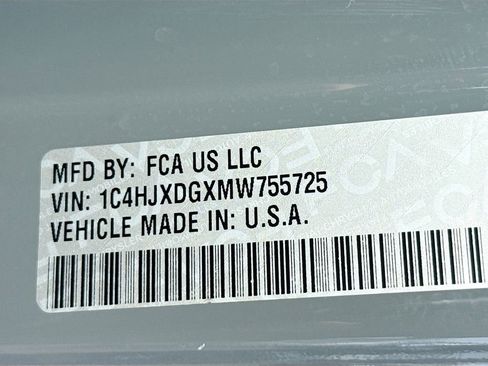 MFD BY: FCA US LLC
VIN: 1C4HJXDGXMW755725
VEHICLE MADE IN: U.S.A.